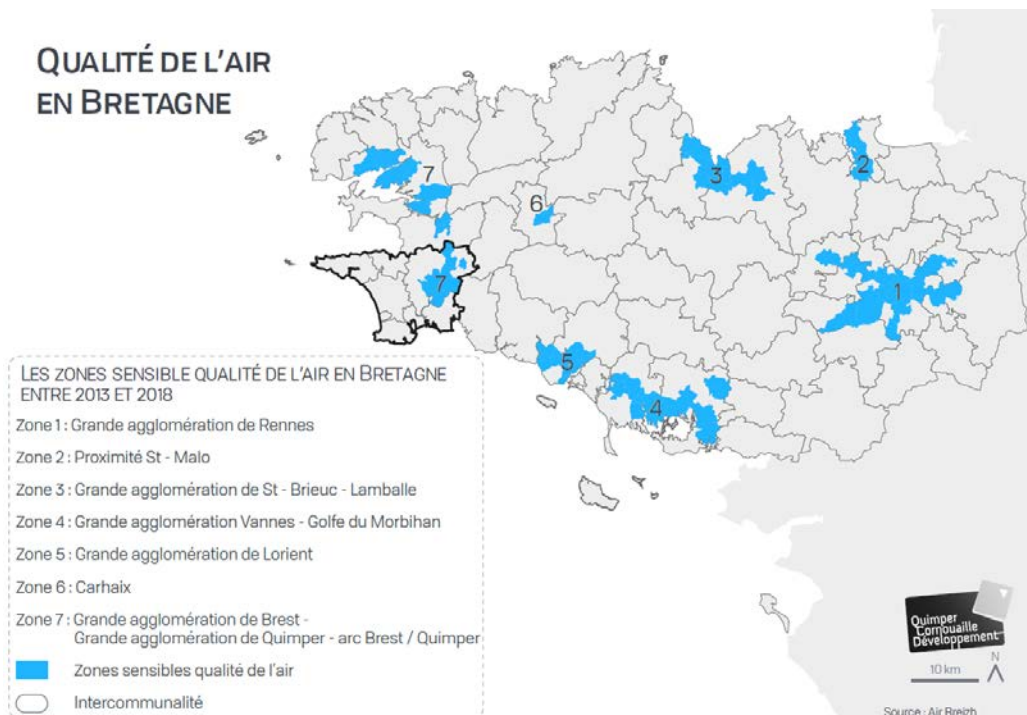 QUALITÉ DE L'AIR
EN BRETAGNE
7
3
2
6
7
1
5
4
LES ZONES SENSIBLE QUALITÉ DE L'AIR EN BRETAGNE
ENTRE 2013 ET 2018
Zone 1 : Grande agglomération de Rennes
Zone 2 : Proximité St - Malo
Zone 3 : Grande agglomération de St - Brieuc - Lamballe
Zone 4 : Grande agglomération Vannes - Golfe du Morbihan
Zone 5 : Grande agglomération de Lorient
Zone 6 : Carhaix
Zone 7 : Grande agglomération de Brest -
Grande agglomération de Quimper - arc Brest / Quimper
Zones sensibles qualité de l'air
Intercommunalité
Quimper
Cornouaille
Développement
10 km
N
Source : Air Breizh